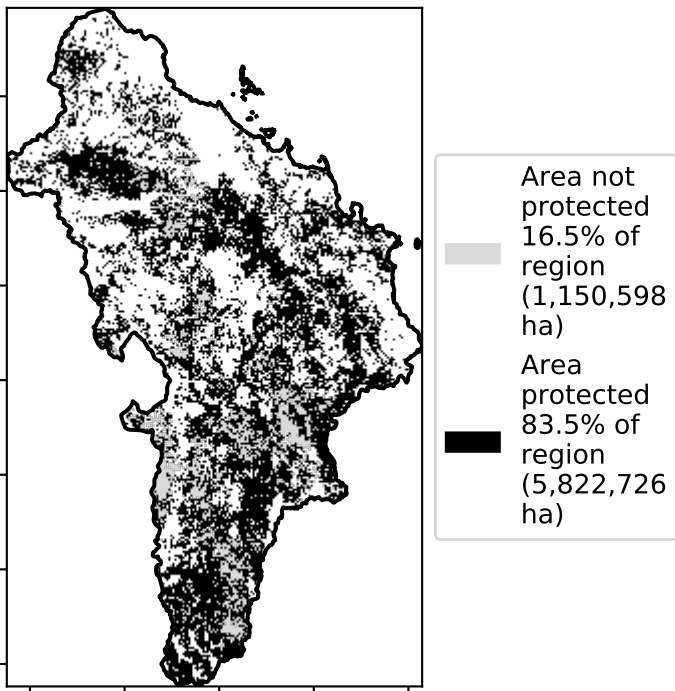 Area not
protected
16.5% of
region
(1,150,598
ha)
Area
protected
83.5% of
region
(5,822,726
ha)